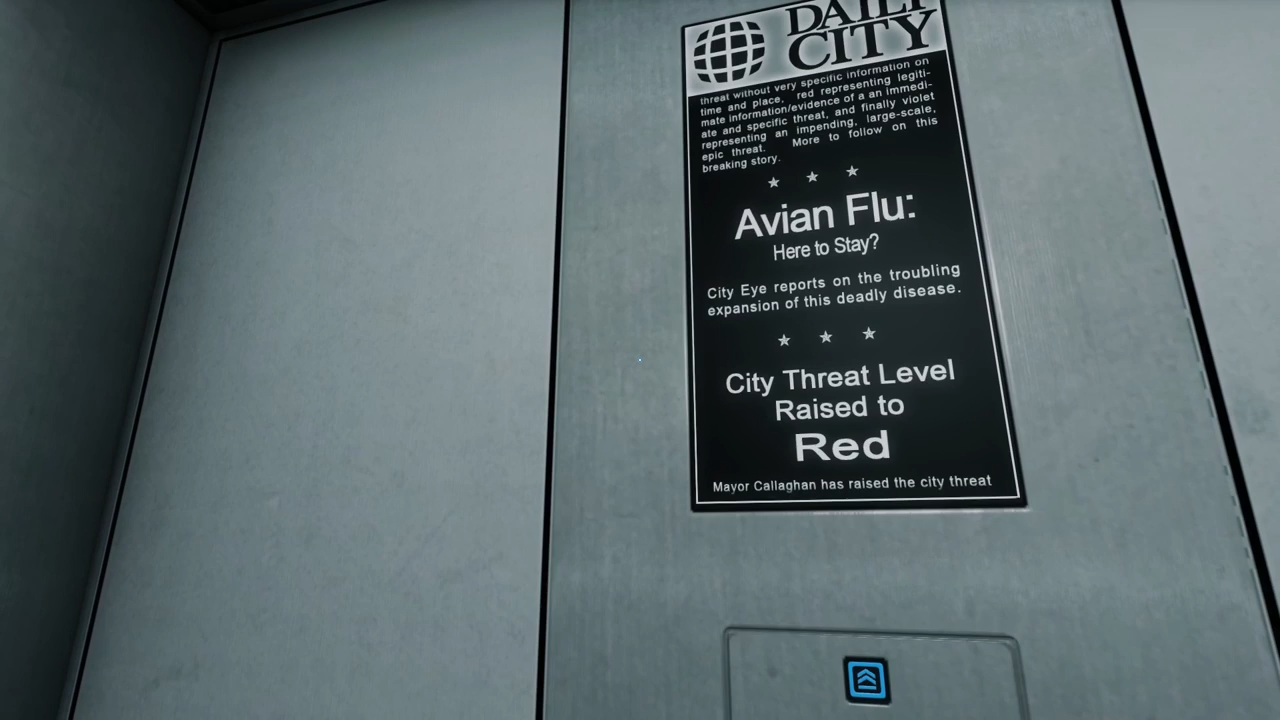 DAILY
CITY
threat without very specific information on
time and place, red representing legiti-
mate information/evidence of a an immedi-
ate and specific threat, and finally violet
representing an impending, large-scale,
epic threat. More to follow on this
breaking story.
Avian Flu:
Here to Stay?
City Eye reports on the troubling
expansion of this deadly disease.
City Threat Level
Raised to
Red
Mayor Callaghan has raised the city threat